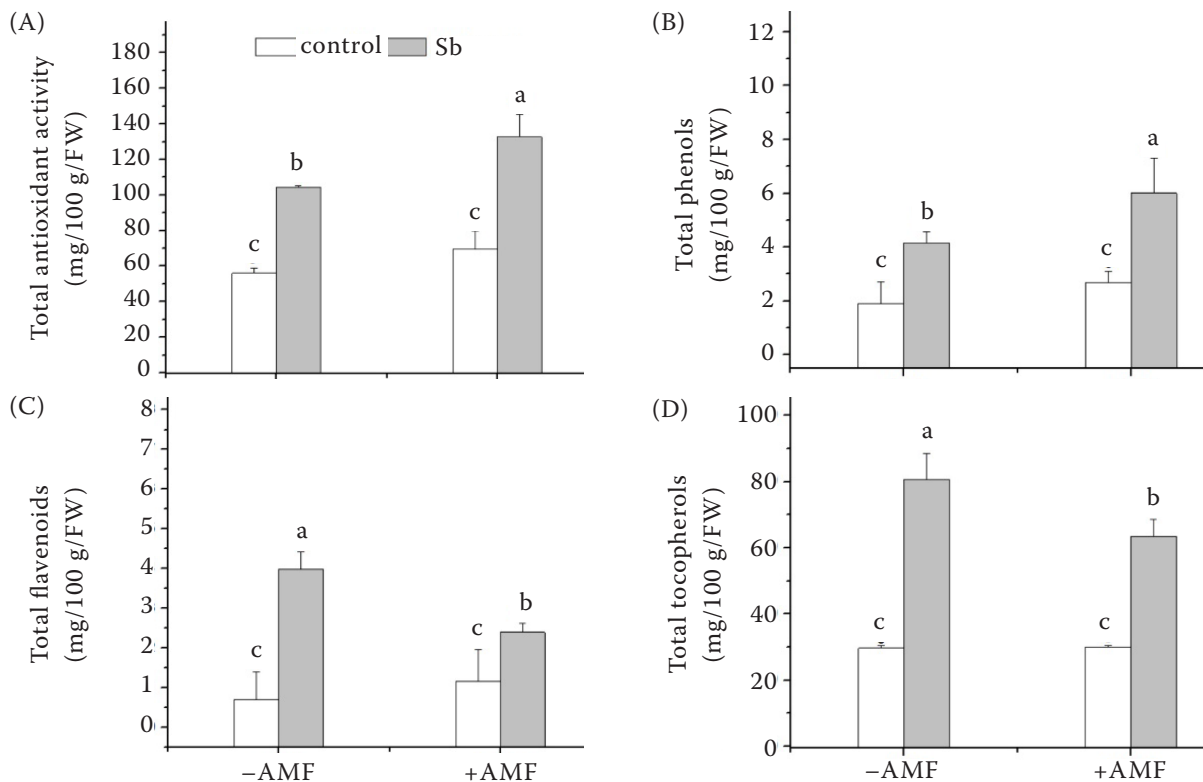 (A)
Total antioxidant activity
(mg/100 g/FW)
180
160
140
120
100
80
60
40
20
0
control
Sb
c
b
c
a
(B)
Total phenols
(mg/100 g/FW)
12
10
8
6
4
2
0
c
b
c
a
(C)
Total flavenoids
(mg/100 g/FW)
8
7
6
5
4
3
2
1
0
c
a
c
b
–AMF
+AMF
(D)
Total tocopherols
(mg/100 g/FW)
100
80
60
40
20
0
c
a
c
b
–AMF
+AMF